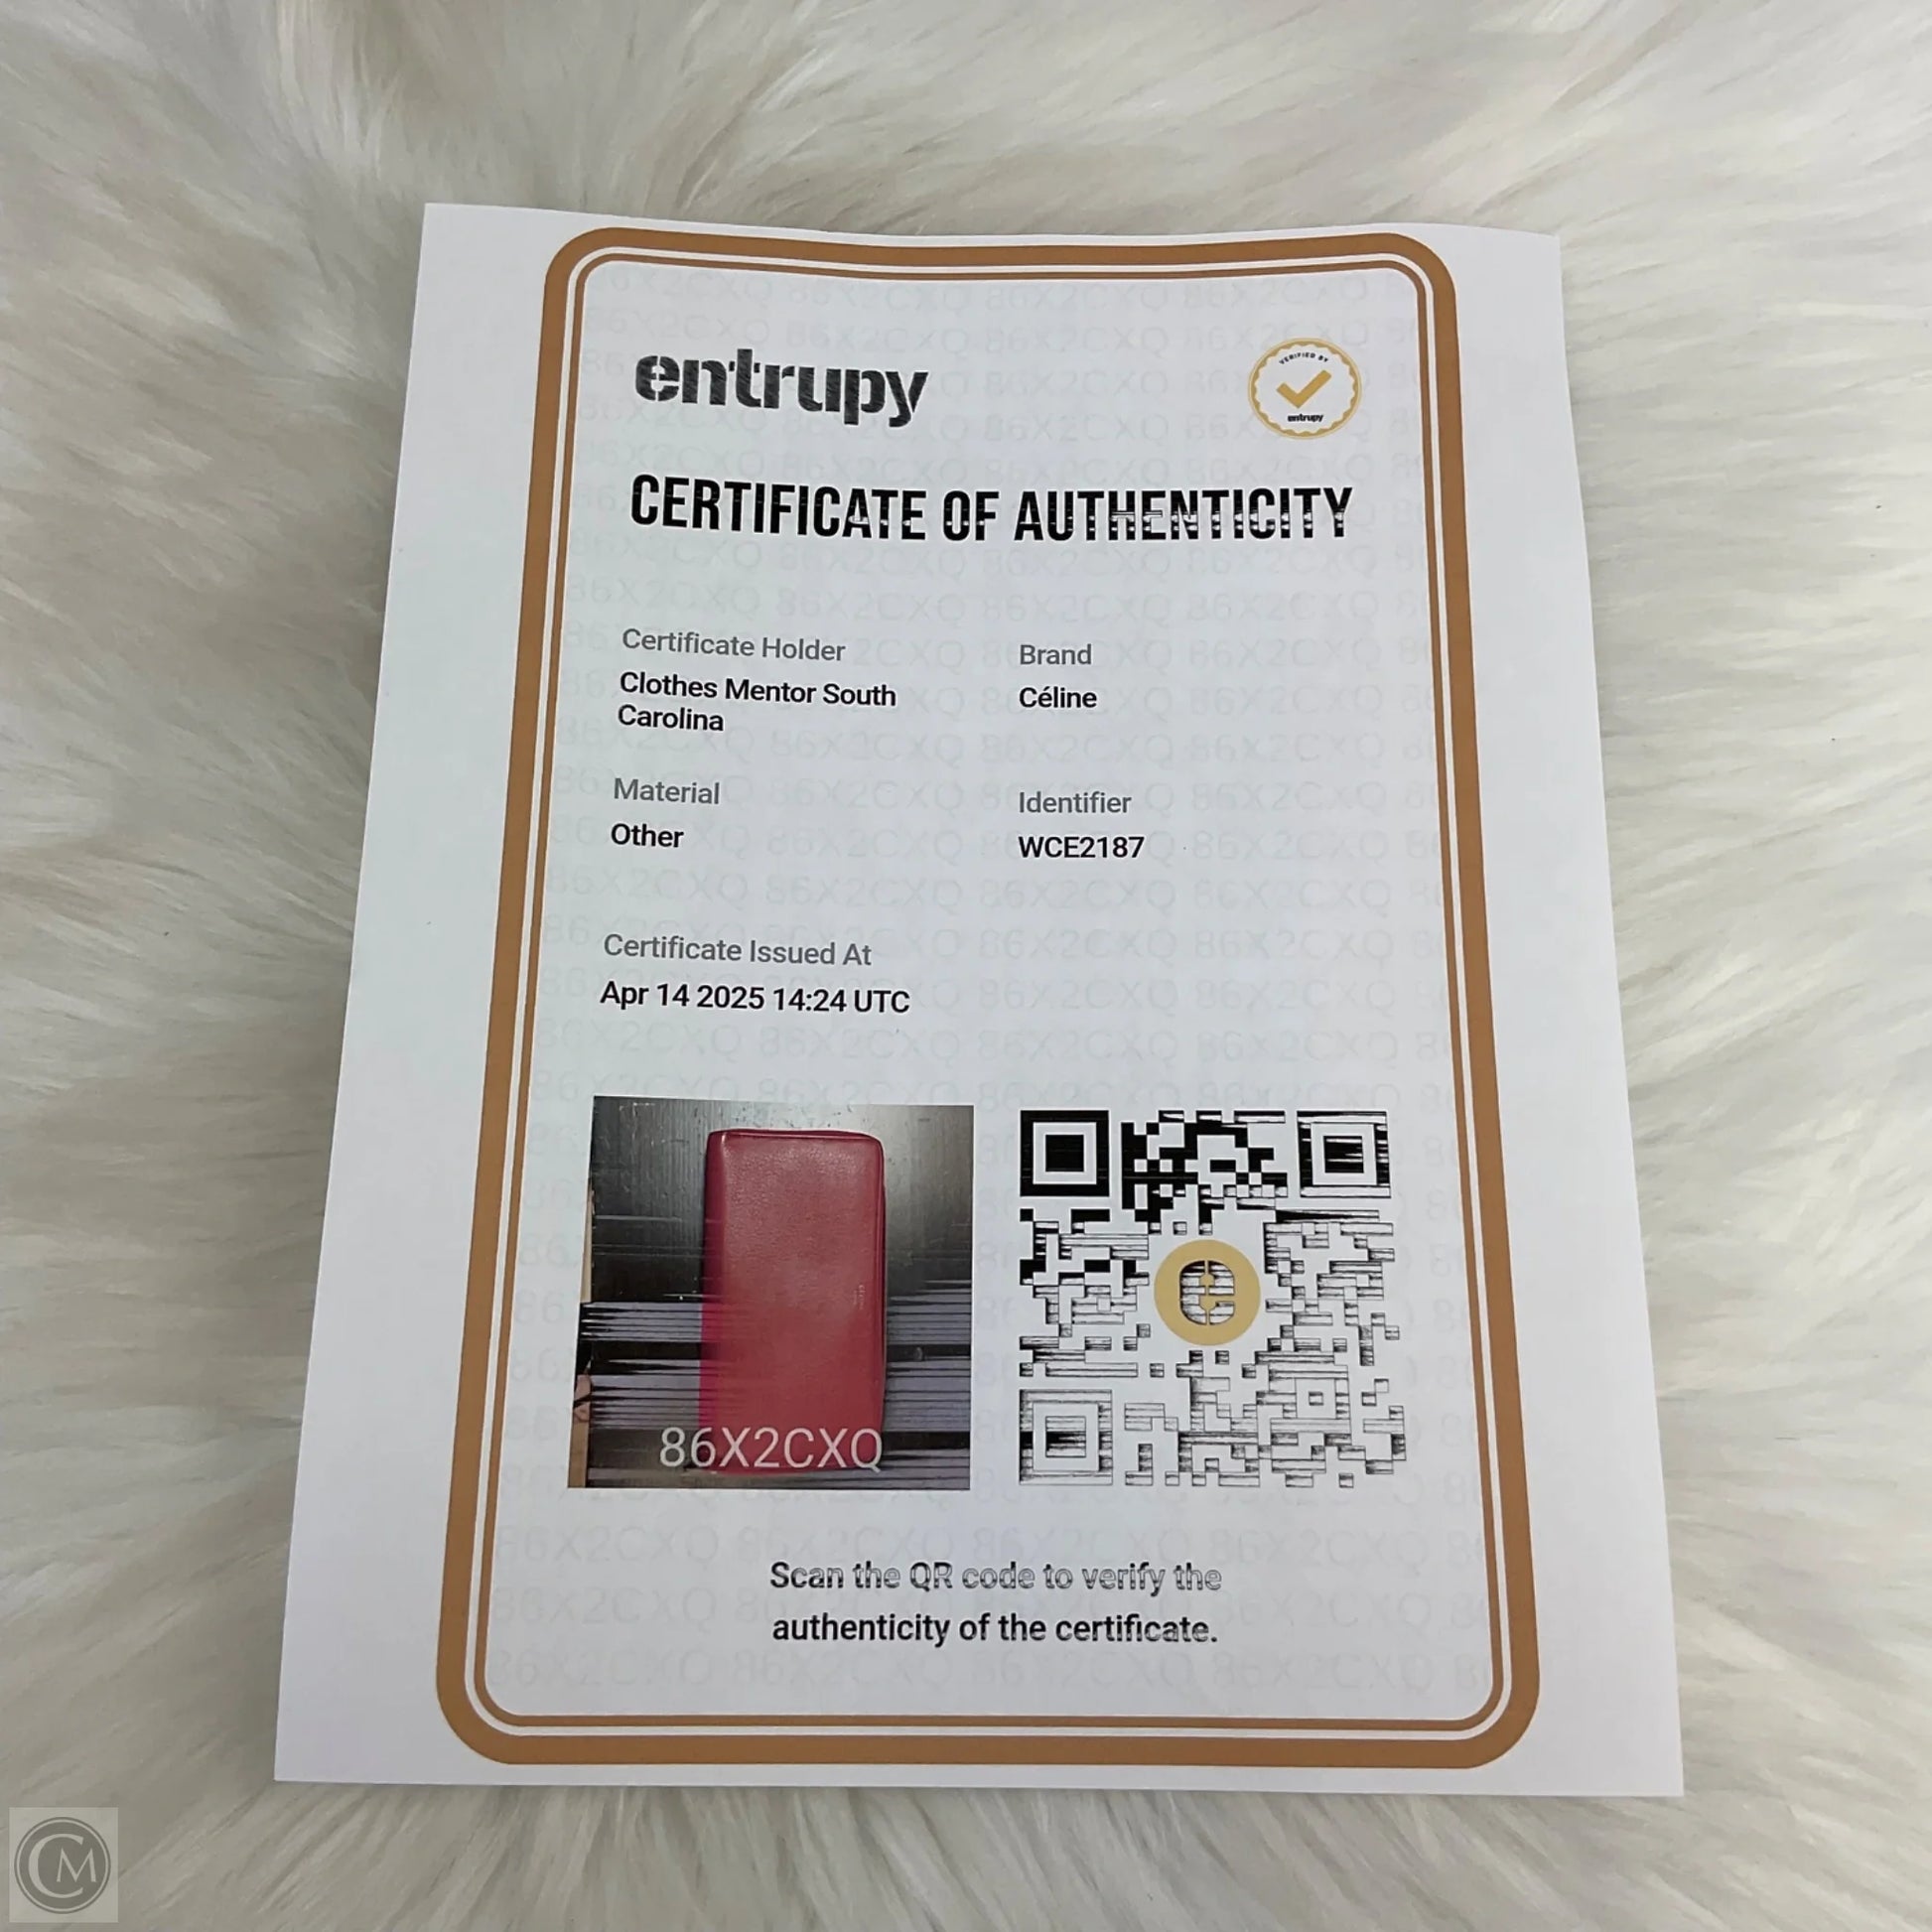 entrupy
VERIFIED BY
entrupy
CERTIFICATE OF AUTHENTICITY
Certificate Holder
Clothes Mentor South
Carolina
Brand
Céline
Material
Other
Identifier
WCE2187
Certificate Issued At
Apr 14 2025 14:24 UTC
86X2CXQ
e
Scan the QR code to verify the
authenticity of the certificate.
CM